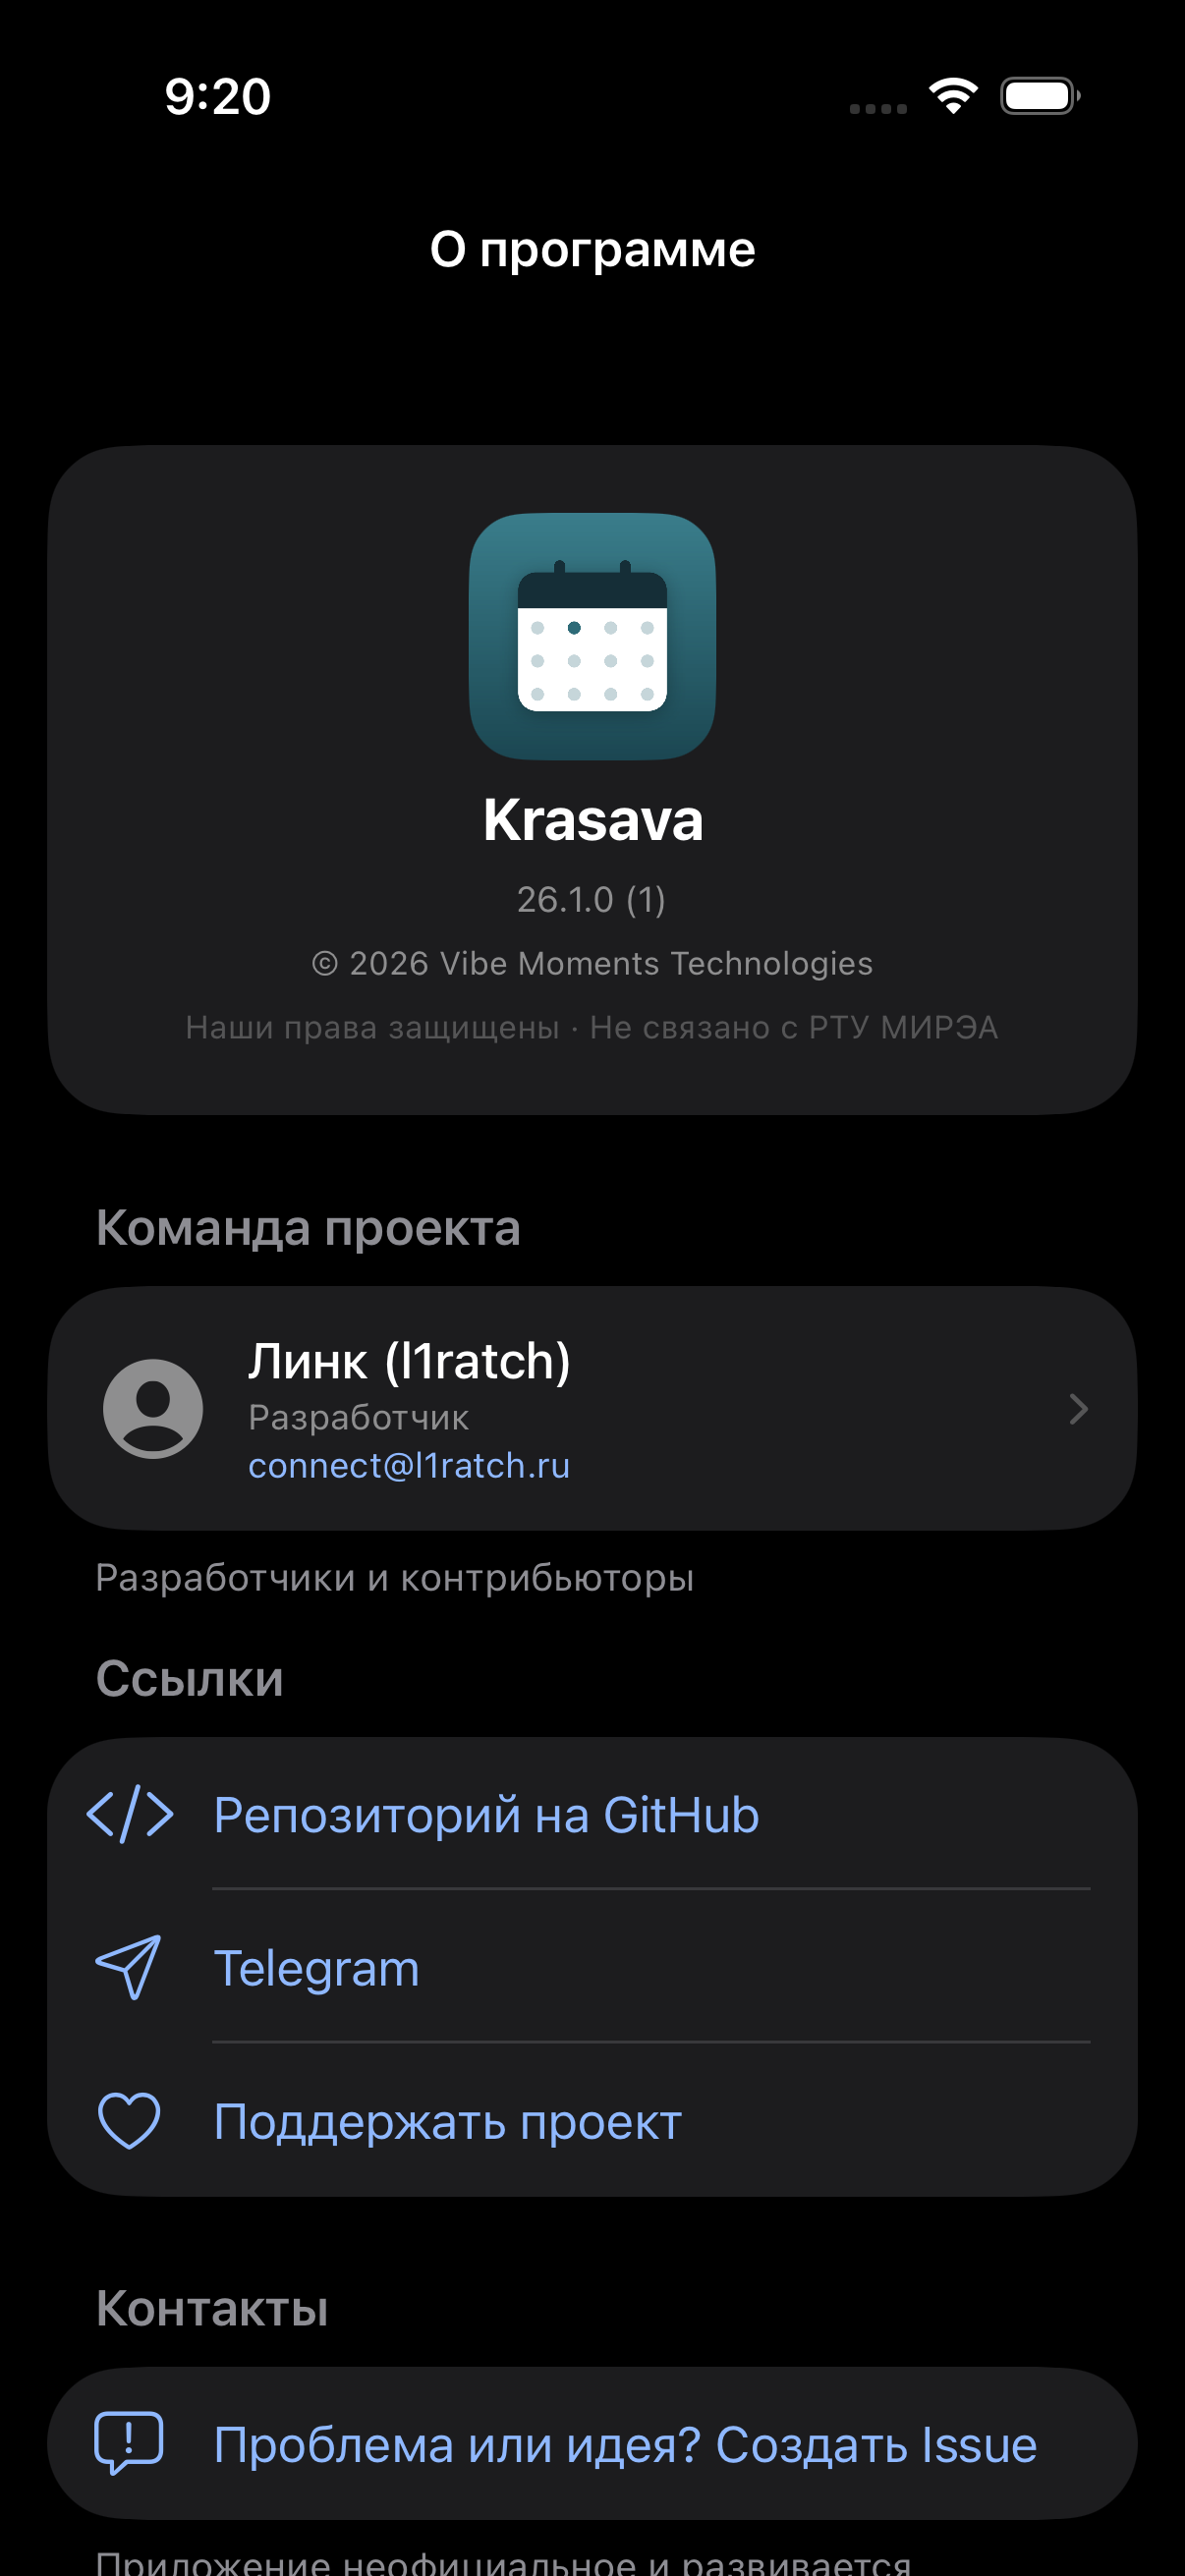 9:20
О программе
Krasava
26.1.0 (1)
© 2026 Vibe Moments Technologies
Наши права защищены · Не связано с РТУ МИРЭА
Команда проекта
Линк (l1ratch)
Разработчик
connect@l1ratch.ru
Разработчики и контрибьюторы
Ссылки
Репозиторий на GitHub
Telegram
Поддержать проект
Контакты
Проблема или идея? Создать Issue
Приложение неофициальное и развивается